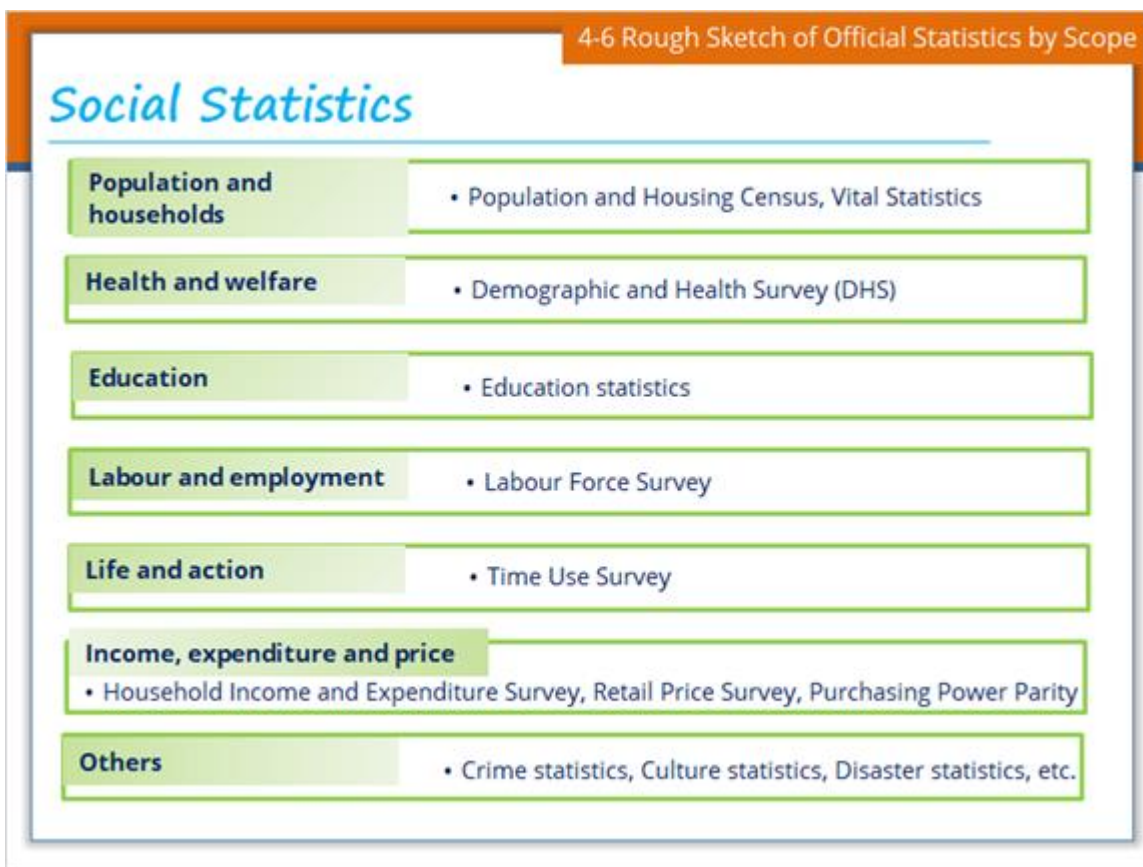 4-6 Rough Sketch of Official Statistics by Scope
Social Statistics
Population and
households
• Population and Housing Census, Vital Statistics
Health and welfare
• Demographic and Health Survey (DHS)
Education
• Education statistics
Labour and employment
• Labour Force Survey
Life and action
• Time Use Survey
Income, expenditure and price
• Household Income and Expenditure Survey, Retail Price Survey, Purchasing Power Parity
Others
• Crime statistics, Culture statistics, Disaster statistics, etc.